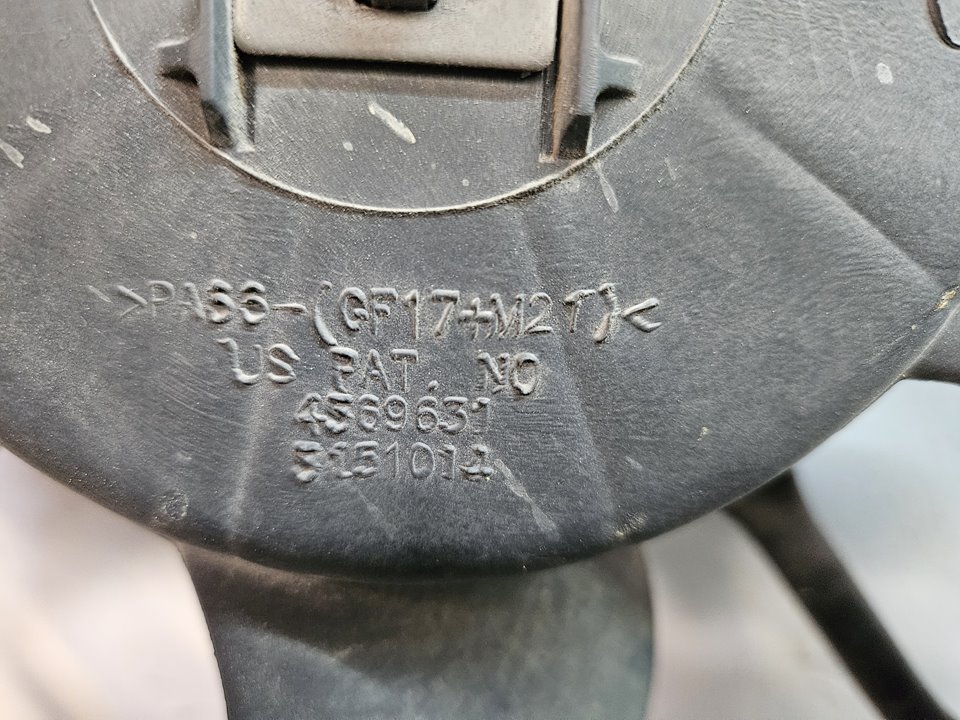 >PA66-(GF17+M21)<
US PAT. NO
4569631
5151014